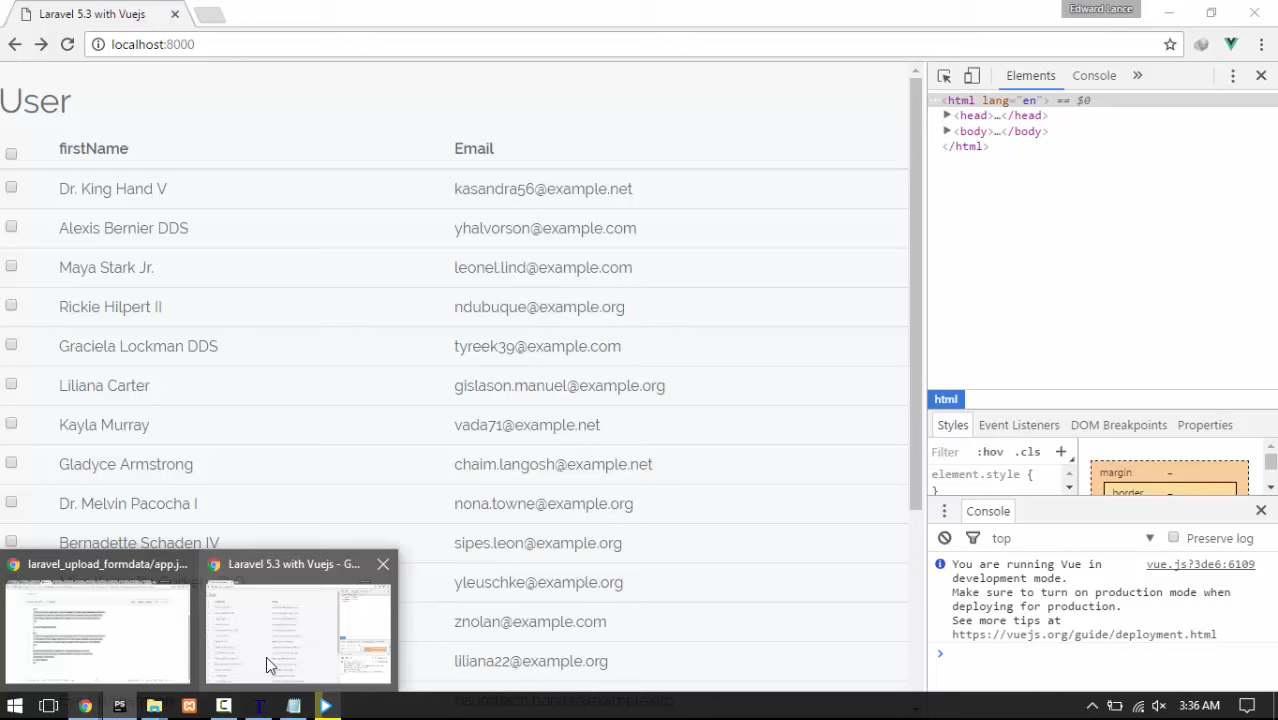 Laravel 5.3 with Vuejs
Edward Lance
localhost:8000
User
firstName Email
Dr. King Hand V kasandra56@example.net
Alexis Bernier DDS yhalvorson@example.com
Maya Stark Jr. leonel.lind@example.com
Rickie Hilpert II ndubuque@example.org
Graciela Lockman DDS tyreek39@example.com
Liliana Carter gislason.manuel@example.org
Kayla Murray vada71@example.net
Gladyce Armstrong chaim.langosh@example.net
Dr. Melvin Pacocha I nona.towne@example.org
Bernadette Schaden IV sipes.leon@example.org
yleuschke@example.org
znolan@example.com
liliana22@example.org
laravel_upload_formdata/app.j...
Laravel 5.3 with Vuejs - G...
Elements Console »
<html lang="en"> == $0
<head>…</head>
<body>…</body>
</html>
html
Styles Event Listeners DOM Breakpoints Properties
Filter :hov .cls +
element.style {
}
margin -
border -
Console
top Preserve log
You are running Vue in vue.js?3de6:6109
development mode.
Make sure to turn on production mode when
deploying for production.
See more tips at
https://vuejs.org/guide/deployment.html
3:36 AM